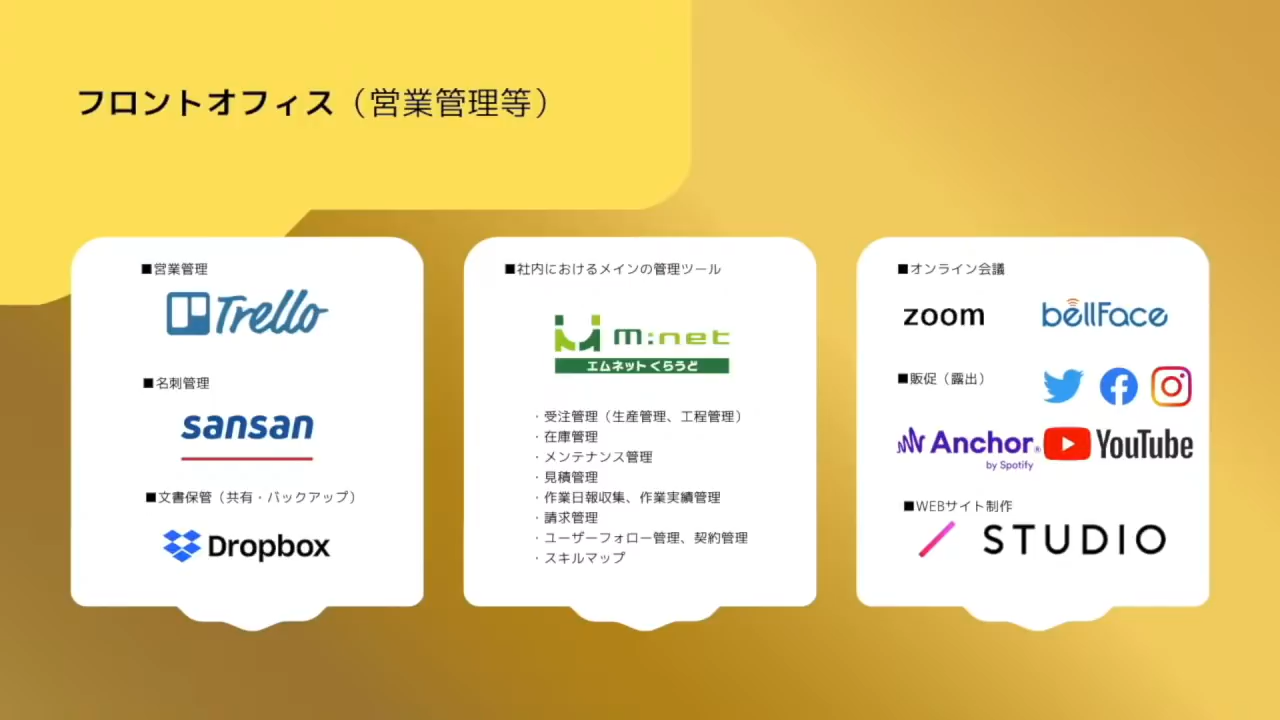 フロントオフィス（営業管理等）
■営業管理
Trello
■名刺管理
sansan
■文書保管（共有・バックアップ）
Dropbox
■社内におけるメインの管理ツール
m:net
エムネットくらうど
・受注管理（生産管理、工程管理）
・在庫管理
・メンテナンス管理
・見積管理
・作業日報収集、作業実績管理
・請求管理
・ユーザーフォロー管理、契約管理
・スキルマップ
■オンライン会議
zoom
bellFace
■販促（露出）
Anchor®
by Spotify
YouTube
■WEBサイト制作
STUDIO